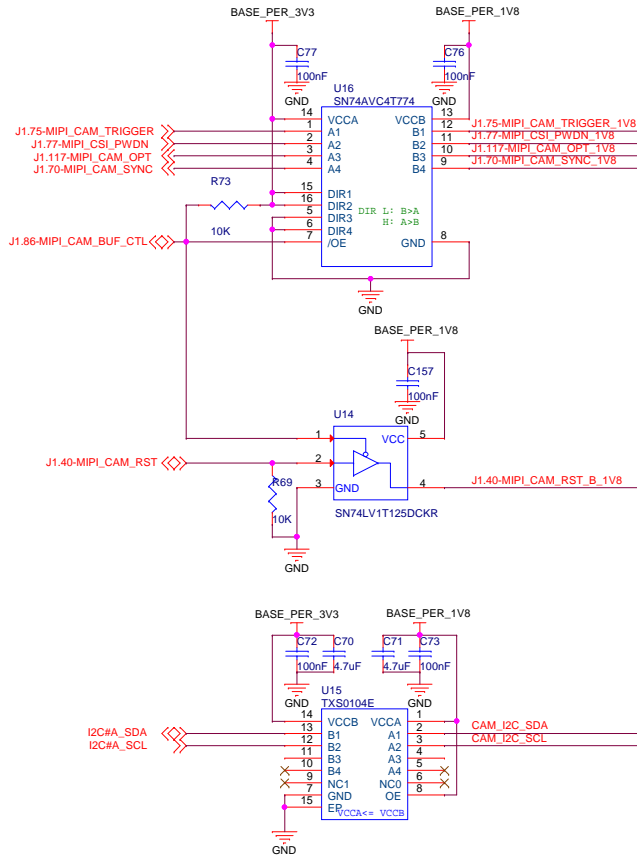 BASE_PER_3V3
BASE_PER_1V8
C77
100nF
GND
C76
100nF
GND
U16
SN74AVC4T774
J1.75-MIPI_CAM_TRIGGER 1 A1 B1 12 J1.75-MIPI_CAM_TRIGGER_1V8
14 VCCA VCCB 13
J1.77-MIPI_CSI_PWDN 2 A2 B2 11 J1.77-MIPI_CSI_PWDN_1V8
J1.117-MIPI_CAM_OPT 3 A3 B3 10 J1.117-MIPI_CAM_OPT_1V8
J1.70-MIPI_CAM_SYNC 4 A4 B4 9 J1.70-MIPI_CAM_SYNC_1V8
R73
10K
15 DIR1
16 DIR2
5 DIR3
6 DIR4
DIR L: B>A
H: A>B
J1.86-MIPI_CAM_BUF_CTL 7 /OE GND 8
GND
BASE_PER_1V8
C157
100nF
GND
U14
1 VCC 5
J1.40-MIPI_CAM_RST 2
3 GND 4 J1.40-MIPI_CAM_RST_B_1V8
R69
10K
SN74LV1T125DCKR
GND
BASE_PER_3V3
BASE_PER_1V8
C72
100nF
C70
4.7uF
C71
4.7uF
C73
100nF
GND
GND
U15
TXS0104E
14 VCCB VCCA 1
I2C#A_SDA 13 B1 A1 2 CAM_I2C_SDA
I2C#A_SCL 12 B2 A2 3 CAM_I2C_SCL
11 B3 A3 4
10 B4 A4 5
9 NC1 NC0 6
7 GND OE 8
15 EP
VCCA<= VCCB
GND